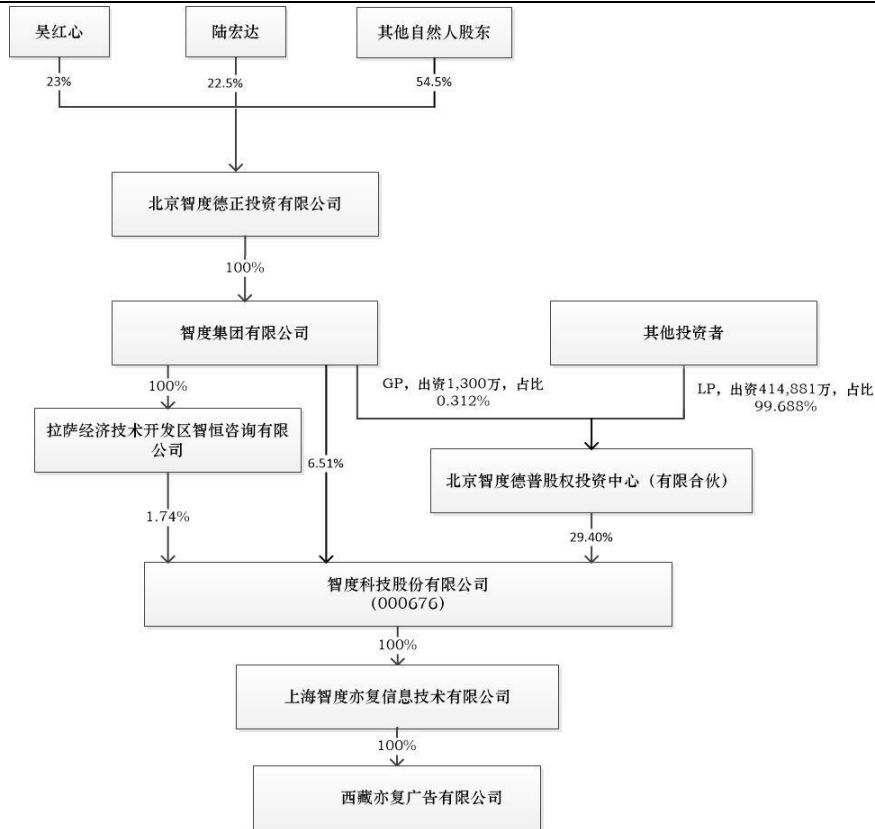 吴红心
陆宏达
其他自然人股东
23%
22.5%
54.5%
北京智度德正投资有限公司
100%
智度集团有限公司
其他投资者
100%
GP，出资1,300万，占比
0.312%
LP，出资414,881万，占比
99.688%
拉萨经济技术开发区智恒咨询有限
公司
6.51%
北京智度德普股权投资中心（有限合伙）
1.74%
29.40%
智度科技股份有限公司
（000676）
100%
上海智度亦复信息技术有限公司
100%
西藏亦复广告有限公司